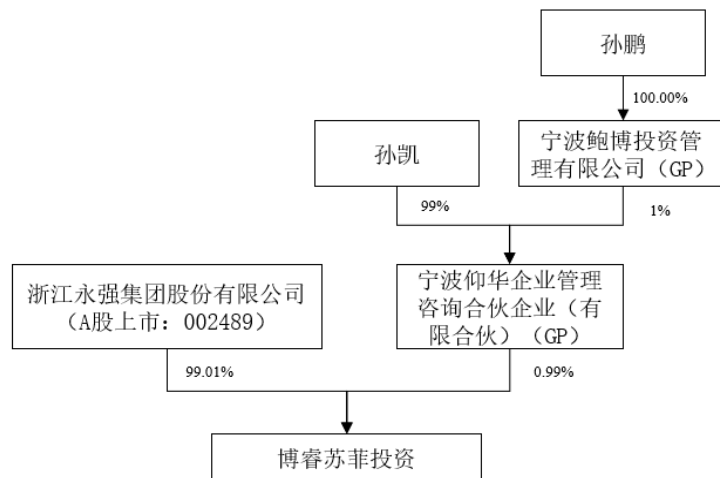 孙鹏
100.00%
孙凯
宁波鲍博投资管
理有限公司（GP）
99%
1%
浙江永强集团股份有限公司
（A股上市：002489）
宁波仰华企业管理
咨询合伙企业（有
限合伙）（GP）
99.01%
0.99%
博睿苏菲投资